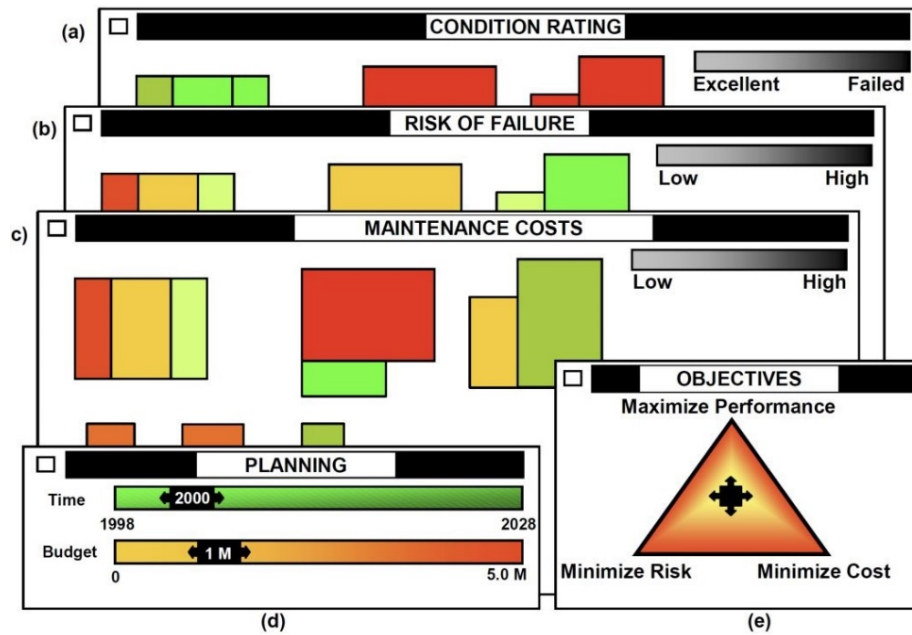 (a)
CONDITION RATING
Excellent Failed
(b)
RISK OF FAILURE
Low High
c)
MAINTENANCE COSTS
Low High
OBJECTIVES
Maximize Performance
Minimize Risk Minimize Cost
PLANNING
Time
2000
1998 2028
Budget
1 M
0 5.0 M
(d)
(e)